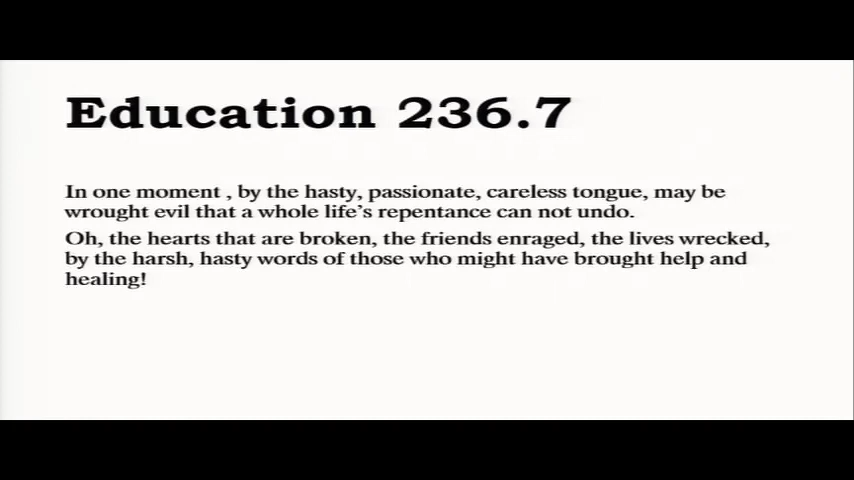 Education 236.7
In one moment , by the hasty, passionate, careless tongue, may be
wrought evil that a whole life's repentance can not undo.
Oh, the hearts that are broken, the friends enraged, the lives wrecked,
by the harsh, hasty words of those who might have brought help and
healing!